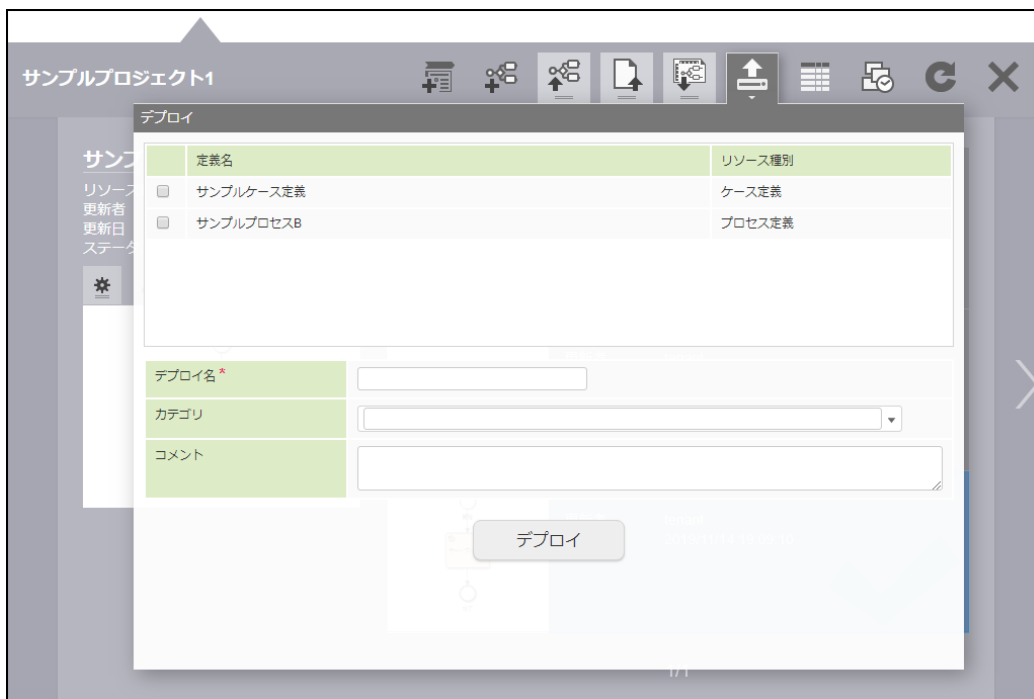 サンプルプロジェクト1
デプロイ
サンプ
リソース
更新者
更新日
ステータ
定義名 リソース種別
サンプルケース定義 ケース定義
サンプルプロセスB プロセス定義
デプロイ名*
カテゴリ
コメント
デプロイ
1/1